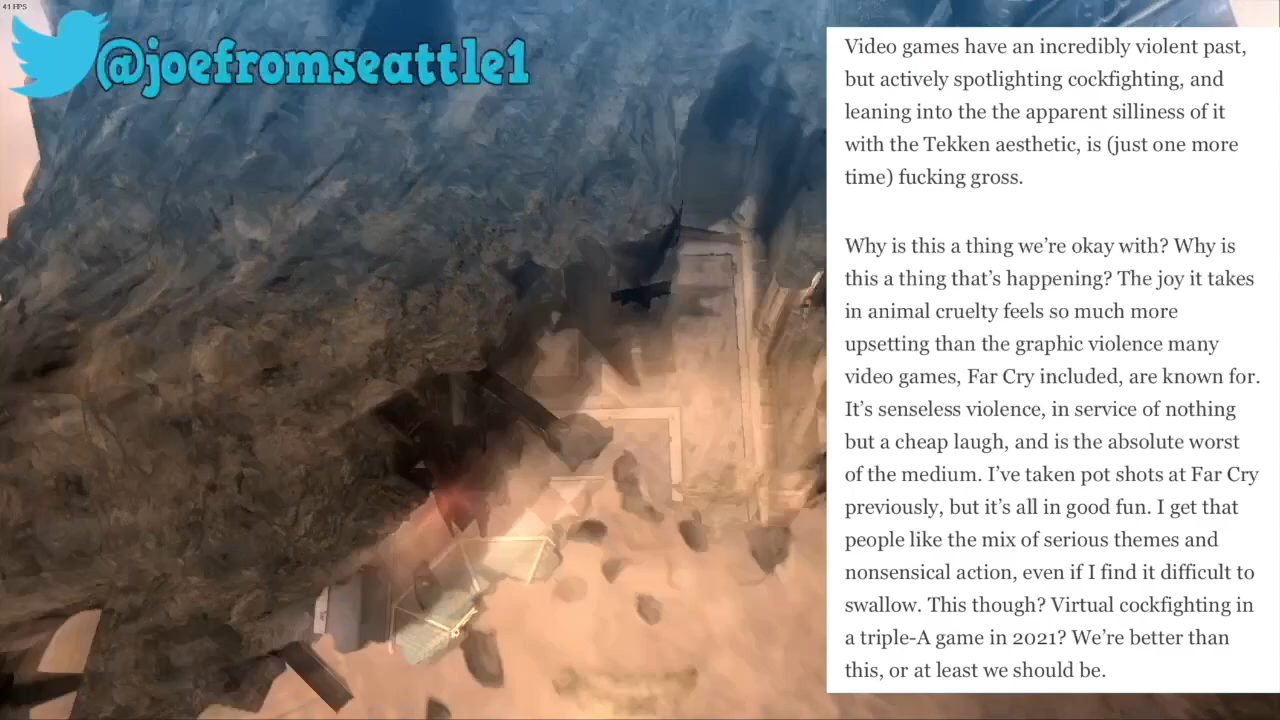 41 FPS
@joefromseattle1
Video games have an incredibly violent past,
but actively spotlighting cockfighting, and
leaning into the the apparent silliness of it
with the Tekken aesthetic, is (just one more
time) fucking gross.
Why is this a thing we're okay with? Why is
this a thing that's happening? The joy it takes
in animal cruelty feels so much more
upsetting than the graphic violence many
video games, Far Cry included, are known for.
It's senseless violence, in service of nothing
but a cheap laugh, and is the absolute worst
of the medium. I've taken pot shots at Far Cry
previously, but it's all in good fun. I get that
people like the mix of serious themes and
nonsensical action, even if I find it difficult to
swallow. This though? Virtual cockfighting in
a triple-A game in 2021? We're better than
this, or at least we should be.